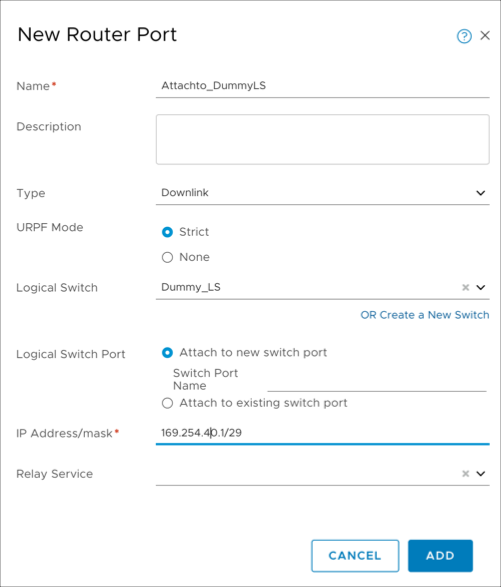 New Router Port
?
Name* Attachto_DummyLS
Description
Type Downlink
URPF Mode Strict
None
Logical Switch Dummy_LS
OR Create a New Switch
Logical Switch Port Attach to new switch port
Switch Port
Name
Attach to existing switch port
IP Address/mask* 169.254.40.1/29
Relay Service
CANCEL ADD